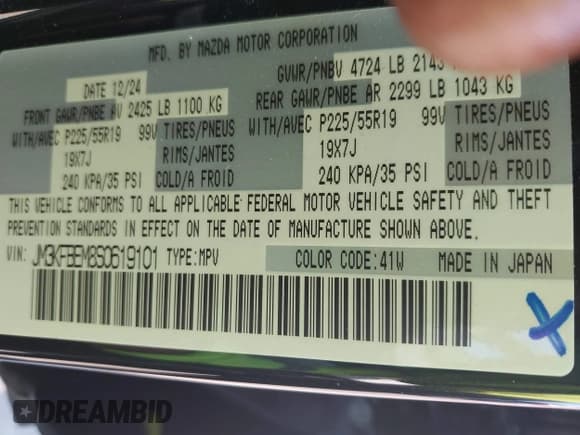 MFD. BY MAZDA MOTOR CORPORATION
DATE 12/24
GVWR/PNBV 4724 LB 2143
FRONT GAWR/PNBE AV 2425 LB 1100 KG
REAR GAWR/PNBE AR 2299 LB 1043 KG
WITH/AVEC P225/55R19 99V TIRES/PNEUS
WITH/AVEC P225/55R19 99V TIRES/PNEUS
19X7J RIMS/JANTES
19X7J RIMS/JANTES
240 KPA/35 PSI COLD/A FROID
240 KPA/35 PSI COLD/A FROID
THIS VEHICLE CONFORMS TO ALL APPLICABLE FEDERAL MOTOR VEHICLE SAFETY AND THEFT
PREVENTION STANDARDS IN EFFECT ON THE DATE OF MANUFACTURE SHOWN ABOVE.
VIN: JM3KFBEM8S0619101 TYPE:MPV COLOR CODE:41W MADE IN JAPAN
X
DREAMBID